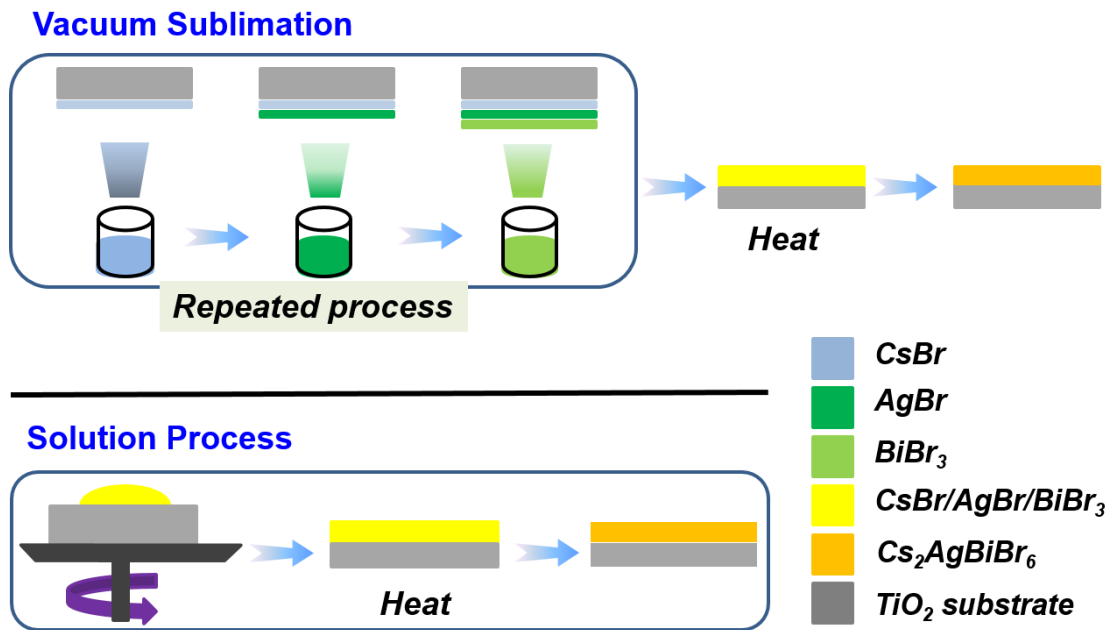 Vacuum Sublimation
Heat
Repeated process
CsBr
AgBr
BiBr₃
CsBr/AgBr/BiBr₃
Cs₂AgBiBr₆
TiO₂ substrate
Solution Process
Heat